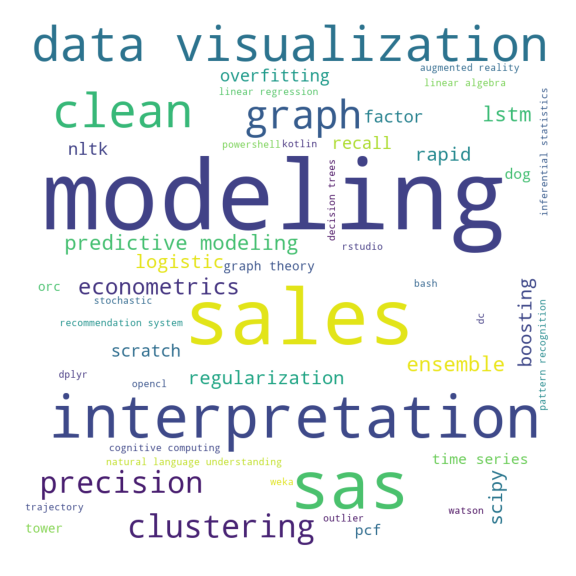 data visualization
augmented reality
overfitting
linear algebra
linear regression
inferential statistics
clean
graph
factor
lstm
powershell
kotlin
recall
nltk
rapid
decision trees
modeling
dog
predictive modeling
rstudio
logistic
graph theory
orc
econometrics
bash
stochastic
sales
recommendation system
dc
boosting
pattern recognition
scratch
ensemble
dplyr
opencl
regularization
interpretation
cognitive computing
natural language understanding
time series
precision
weka
sas
scipy
trajectory
watson
outlier
tower
clustering
pcf